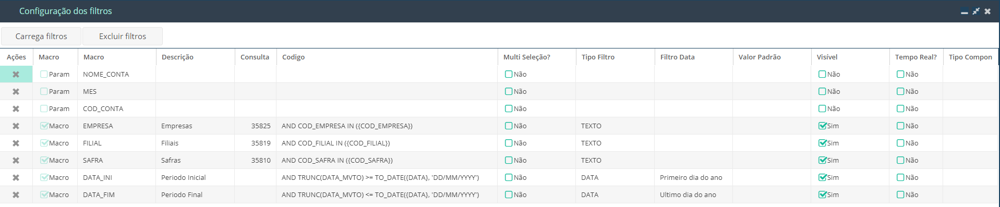 Configuração dos filtros
Carrega filtros Excluir filtros
Ações Macro Macro Descrição Consulta Codigo Multi Seleção? Tipo Filtro Filtro Data Valor Padrão Visível Tempo Real? Tipo Compon
Param NOME_CONTA Não Não Não
Param MES Não Não Não
Param COD_CONTA Não Não Não
Macro EMPRESA Empresas 35825 AND COD_EMPRESA IN ({COD_EMPRESA}) Não TEXTO Sim Não
Macro FILIAL Filiais 35819 AND COD_FILIAL IN ({COD_FILIAL}) Não TEXTO Sim Não
Macro SAFRA Safras 35810 AND COD_SAFRA IN ({COD_SAFRA}) Não TEXTO Sim Não
Macro DATA_INI Periodo Inicial AND TRUNC(DATA_MVTO) >= TO_DATE({DATA}, 'DD/MM/YYYY') Não DATA Primeiro dia do ano Sim Não
Macro DATA_FIM Periodo Final AND TRUNC(DATA_MVTO) <= TO_DATE({DATA}, 'DD/MM/YYYY') Não DATA Ultimo dia do ano Sim Não